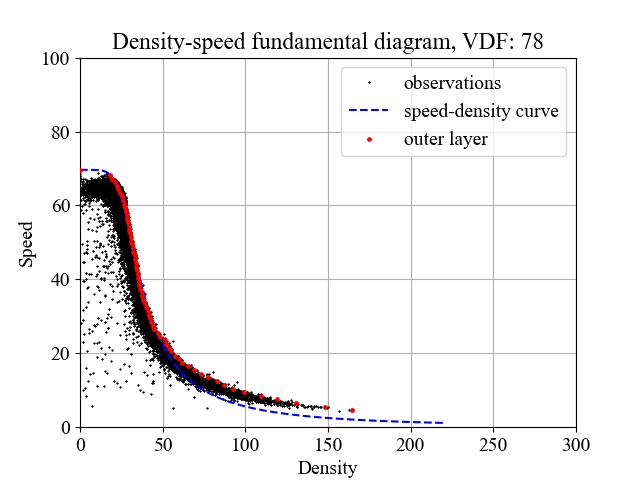 Density-speed fundamental diagram, VDF: 78
100
80
60
40
20
0
Speed
observations
speed-density curve
outer layer
0 50 100 150 200 250 300
Density